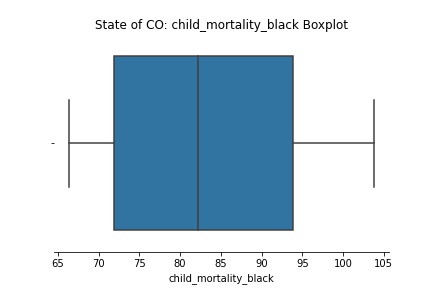 State of CO: child_mortality_black Boxplot
-
65 70 75 80 85 90 95 100 105
child_mortality_black